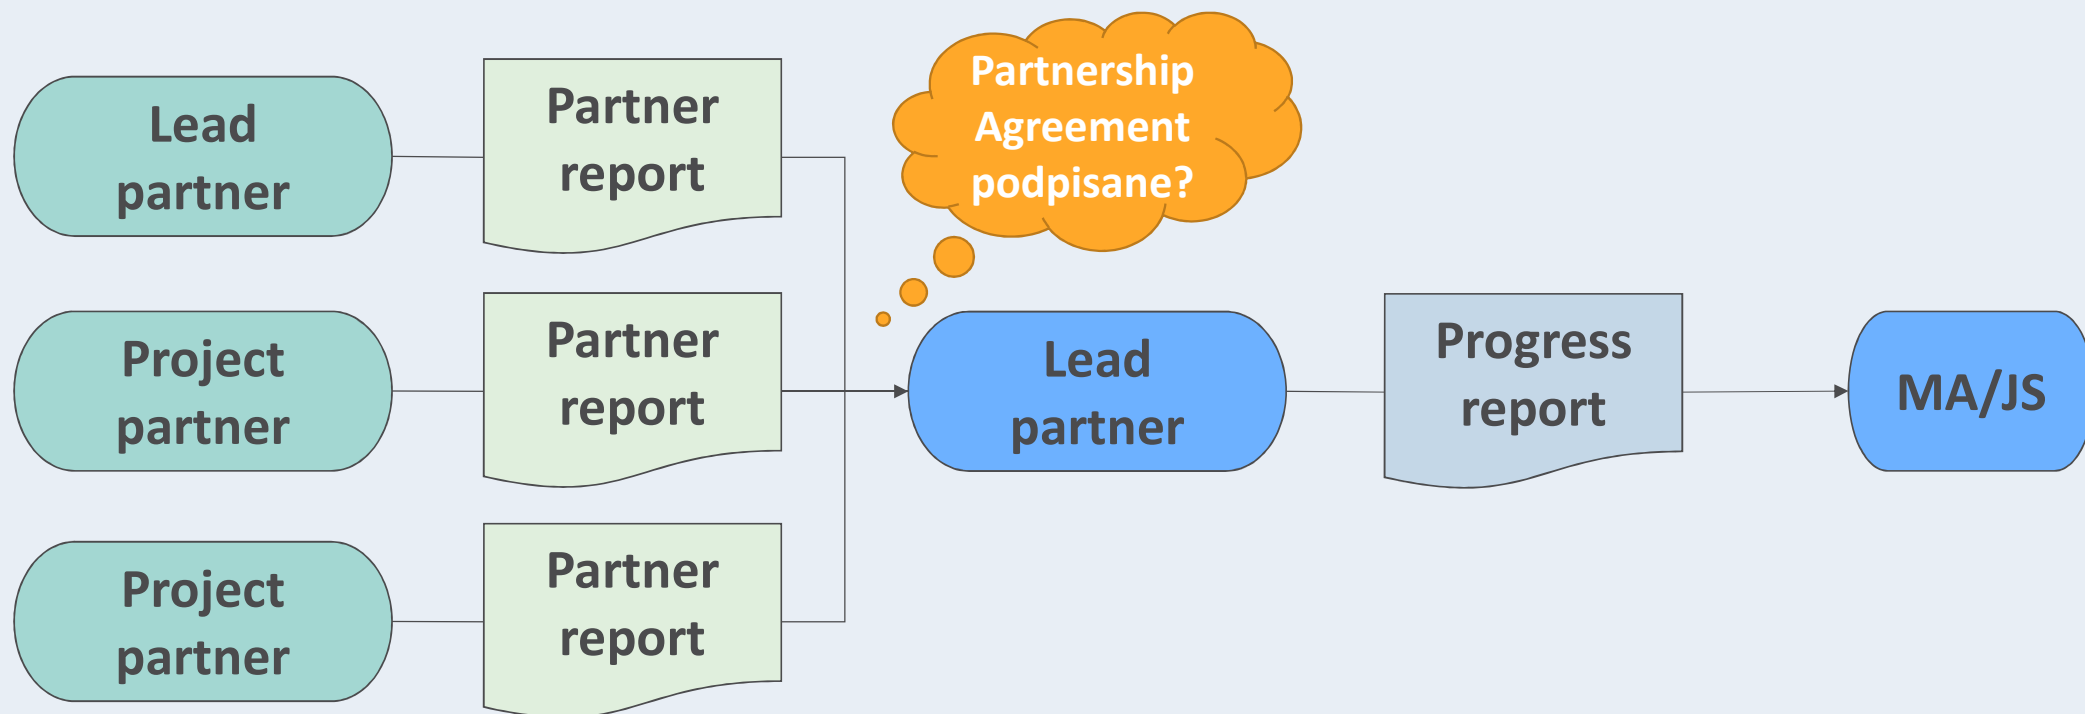 Lead
partner
Partner
report
Partnership
Agreement
podpisane?
Project
partner
Partner
report
Lead
partner
Progress
report
MA/JS
Project
partner
Partner
report